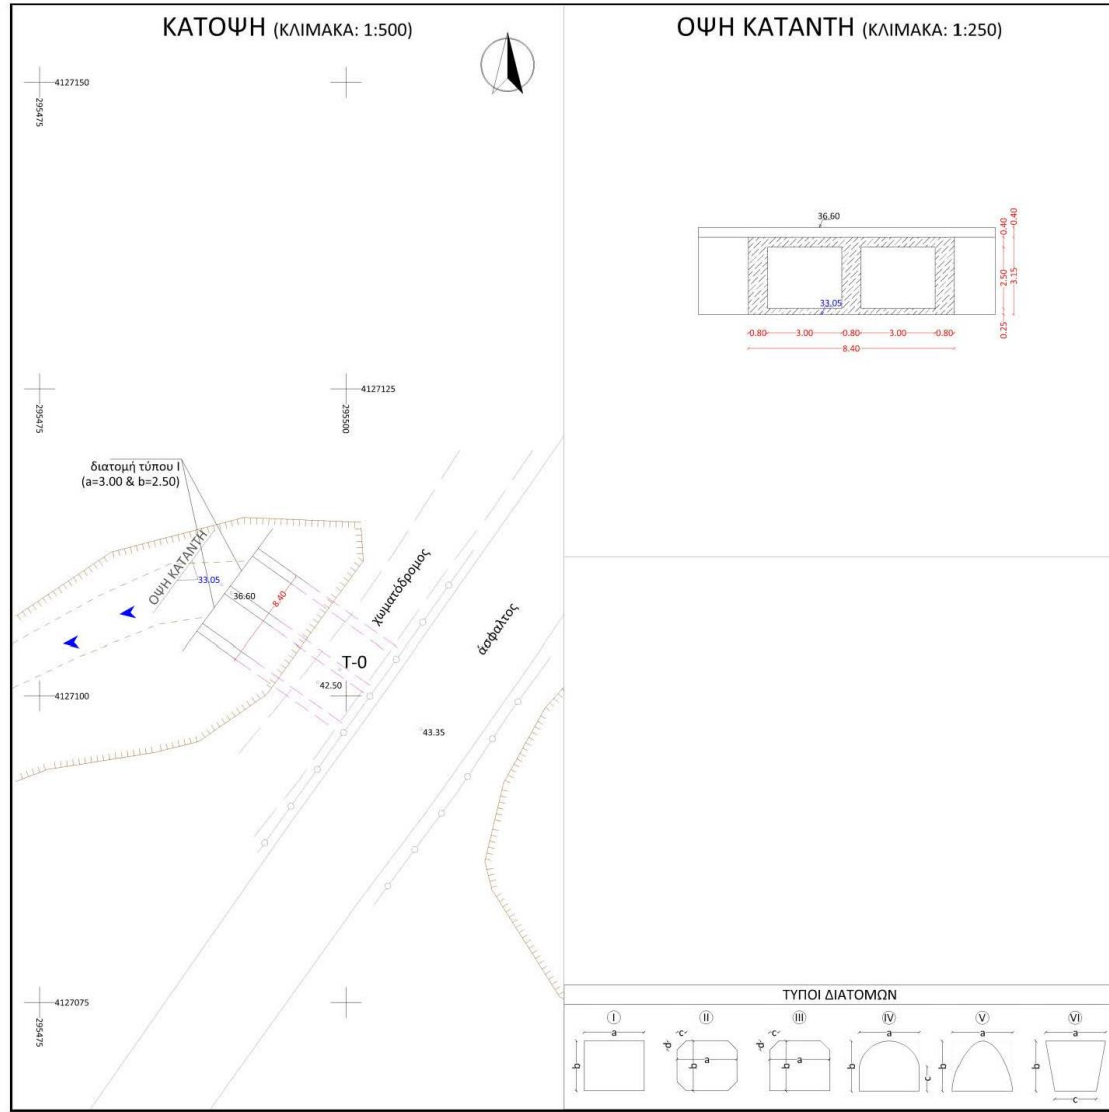 ΚΑΤΟΨΗ (ΚΛΙΜΑΚΑ: 1:500)
4127150
295475
4127125
295475
295500
διατομή τύπου Ι
(a=3.00 & b=2.50)
ΟΨΗ ΚΑΤΑΝΤΗ
33.05
36.60
8.40
χωματόδρομος
άσφαλτος
T-0
42.50
4127100
43.35
4127075
295475
ΟΨΗ ΚΑΤΑΝΤΗ (ΚΛΙΜΑΚΑ: 1:250)
36.60
0.40
0.40
2.50
3.15
33.05
0.25
0.80 3.00 0.80 3.00 0.80
8.40
ΤΥΠΟΙ ΔΙΑΤΟΜΩΝ
I II III IV V VI
a c c a a a
b d b a d b a b c b b c